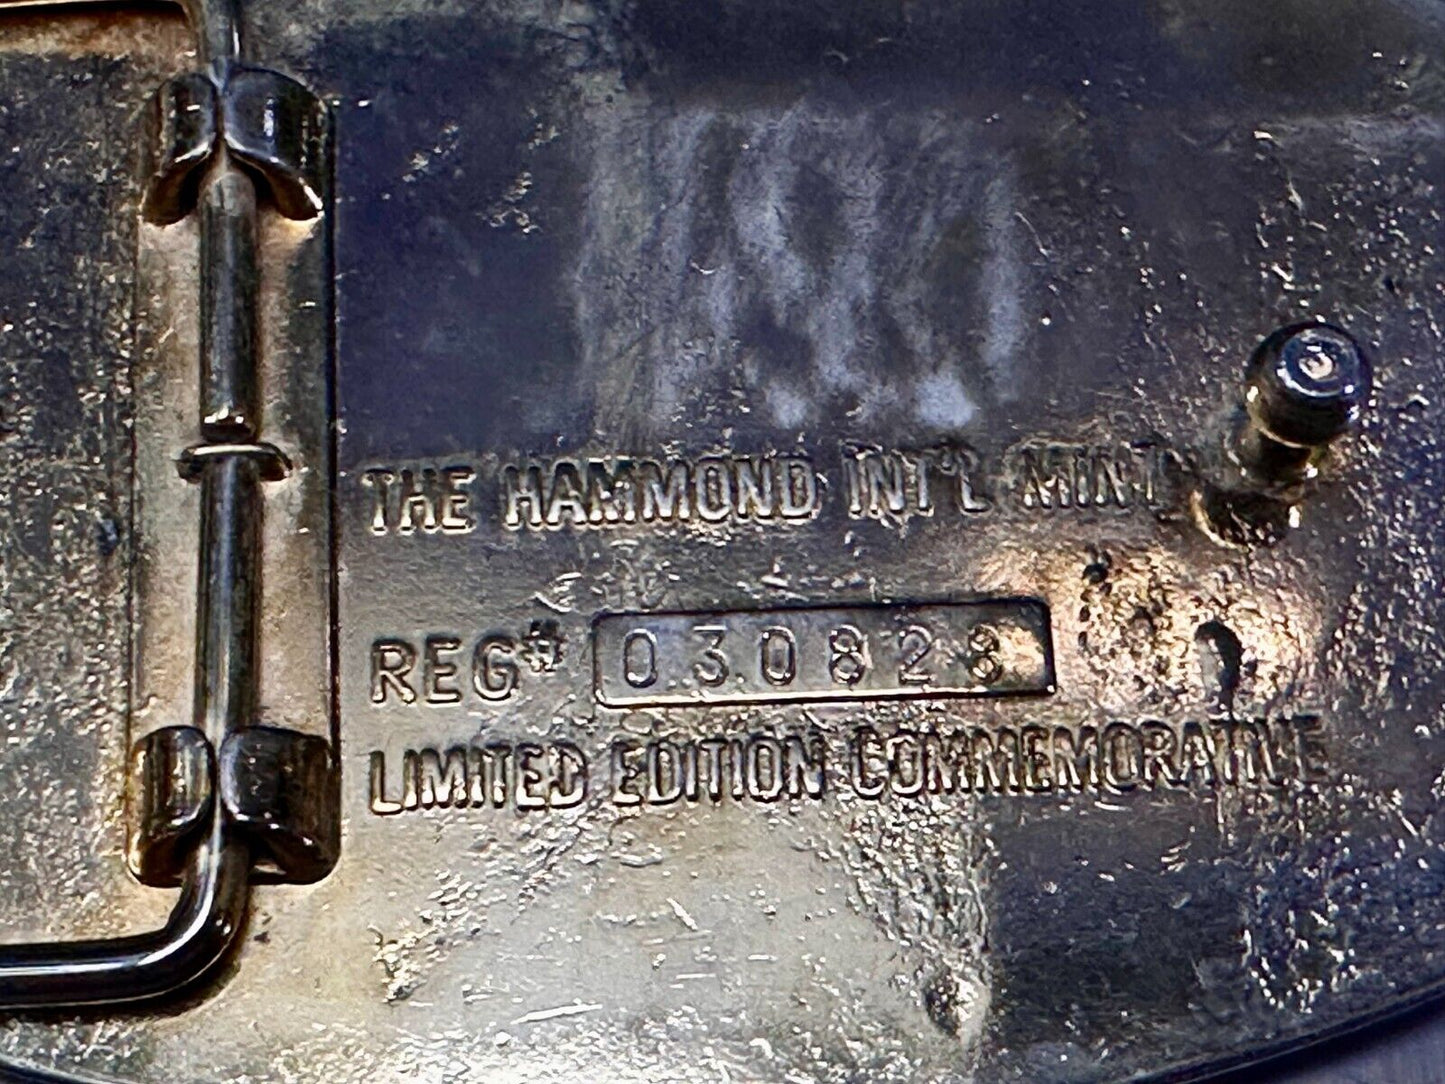 THE HAMMOND INT'L MINT
REG# 030828
LIMITED EDITION COMMEMORATIVE